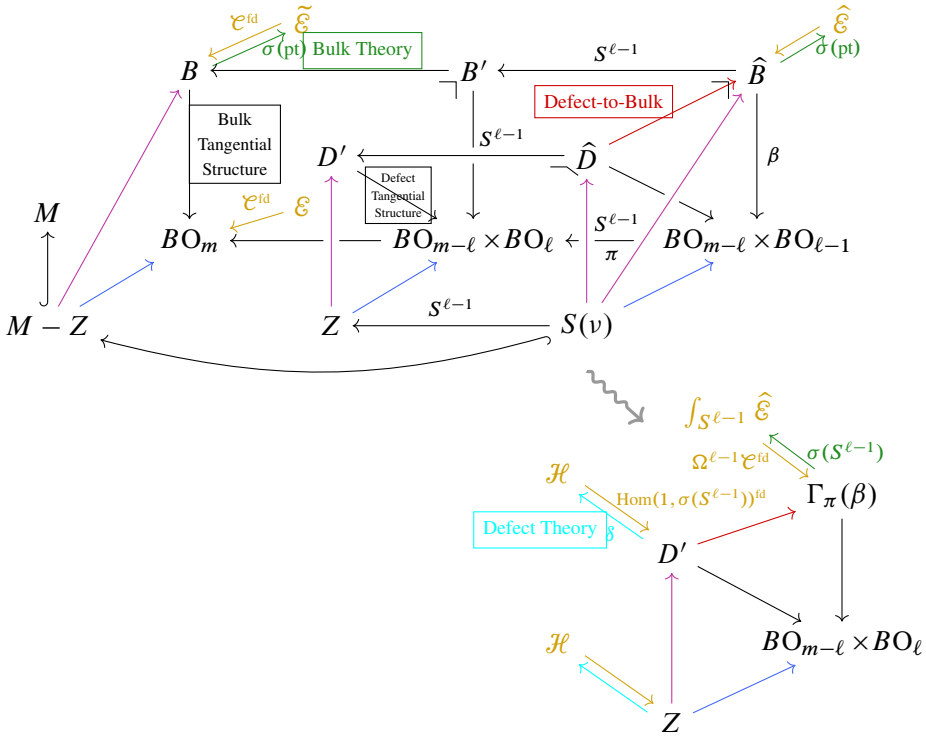 𝒞^fd ℰ̃ ℰ̂
σ(pt) Bulk Theory S^{ℓ−1} σ(pt)
B B′ B̂
Defect-to-Bulk
Bulk
Tangential
Structure
S^{ℓ−1} β
D′ D̂
Defect
Tangential
Structure
M 𝒞^fd ℰ
S^{ℓ−1}
BO_m BO_{m−ℓ} × BO_ℓ BO_{m−ℓ} × BO_{ℓ−1}
π
S^{ℓ−1}
M − Z Z S(ν)
∫_{S^{ℓ−1}} ℰ̂
σ(S^{ℓ−1})
Ω^{ℓ−1}𝒞^fd
ℋ Hom(1, σ(S^{ℓ−1}))^fd Γ_π(β)
Defect Theory δ
D′
ℋ BO_{m−ℓ} × BO_ℓ
Z